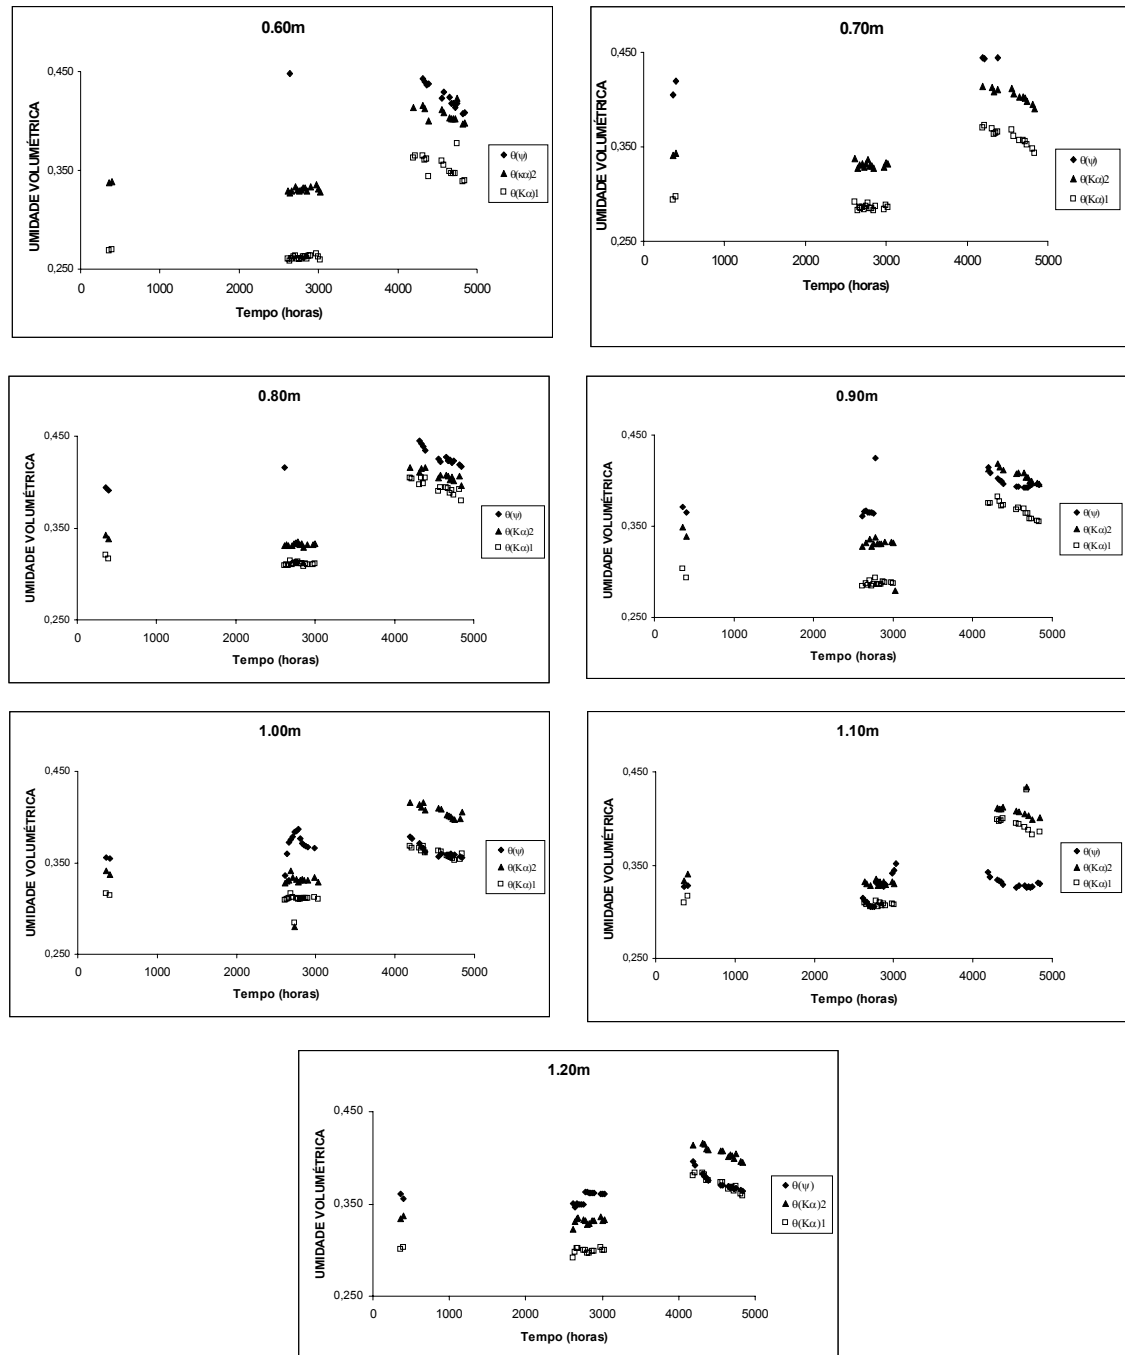 0.60m
UMIDADE VOLUMÉTRICA
0,450
0,350
0,250
0 1000 2000 3000 4000 5000
Tempo (horas)
θ(ψ)
θ(κα)2
θ(Kα)1
0.70m
UMIDADE VOLUMÉTRICA
0,450
0,350
0,250
0 1000 2000 3000 4000 5000
Tempo (horas)
θ(ψ)
θ(Kα)2
θ(Kα)1
0.80m
UMIDADE VOLUMÉTRICA
0,450
0,350
0,250
0 1000 2000 3000 4000 5000
Tempo (horas)
θ(ψ)
θ(Kα)2
θ(Kα)1
0.90m
UMIDADE VOLUMÉTRICA
0,450
0,350
0,250
0 1000 2000 3000 4000 5000
Tempo (horas)
θ(ψ)
θ(Kα)2
θ(Kα)1
1.00m
UMIDADE VOLUMÉTRICA
0,450
0,350
0,250
0 1000 2000 3000 4000 5000
Tempo (horas)
θ(ψ)
θ(Kα)2
θ(Kα)1
1.10m
UMIDADE VOLUMÉTRICA
0,450
0,350
0,250
0 1000 2000 3000 4000 5000
Tempo (horas)
θ(ψ)
θ(Kα)2
θ(Kα)1
1.20m
UMIDADE VOLUMÉTRICA
0,450
0,350
0,250
0 1000 2000 3000 4000 5000
Tempo (horas)
θ(ψ)
θ(Kα)2
θ(Kα)1